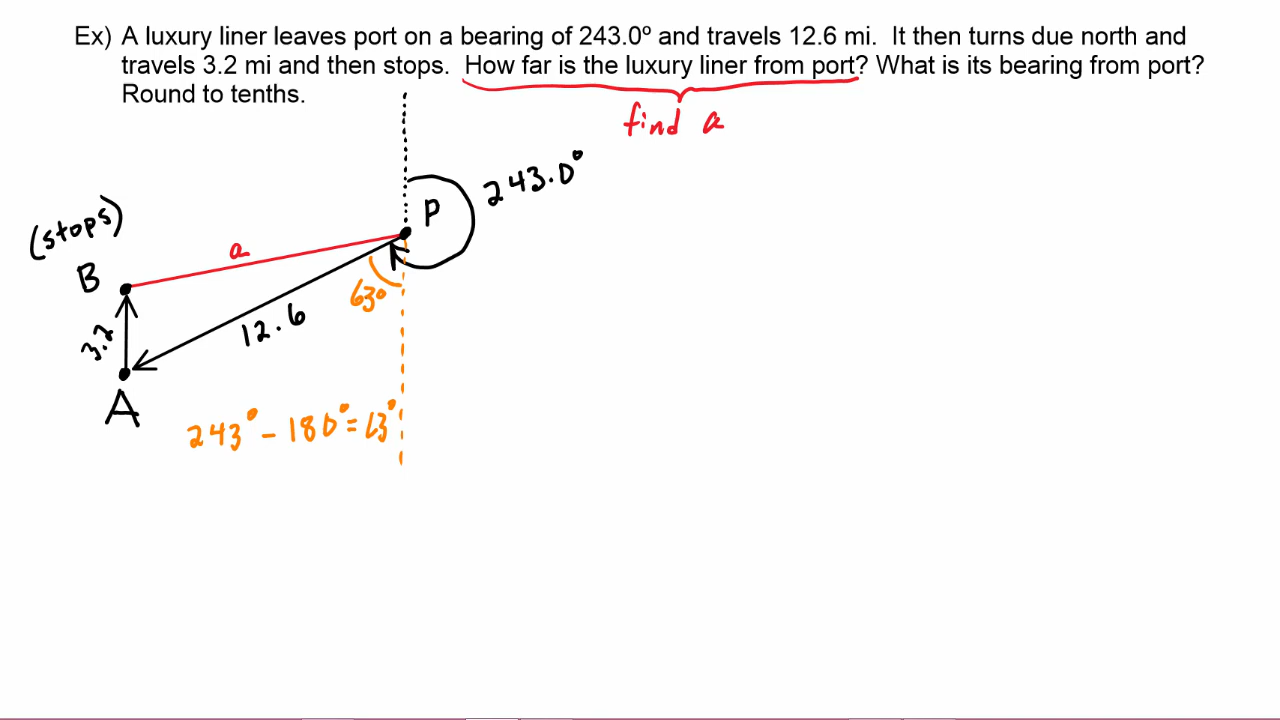 Ex) A luxury liner leaves port on a bearing of 243.0º and travels 12.6 mi. It then turns due north and
travels 3.2 mi and then stops. How far is the luxury liner from port? What is its bearing from port?
Round to tenths.
find a
243.0°
P
(stops)
a
B
63°
12.6
3.2
A
243° - 180° = 63°